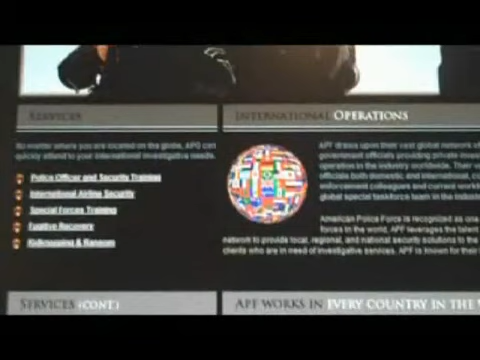 SERVICES
No matter where you are located on the globe, APG can
quickly attend to your international investigative needs.
Police Officer and Security Training
International Airline Security
Special Forces Training
Fugitive Recovery
Kidnapping & Ransom
SERVICES (CONT.)
INTERNATIONAL OPERATIONS
APF draws upon their vast global network of
government officials providing private inves
operation in the industry worldwide. Their
officials both domestic and international, co
enforcement colleagues and current world
global special taskforce team in the indust
American Police Force is recognized as one
forces in the world, APF leverages the talent
network to provide local, regional, and national security solutions to the
clients who are in need of investigative services. APF is known for their
APF WORKS IN EVERY COUNTRY IN THE